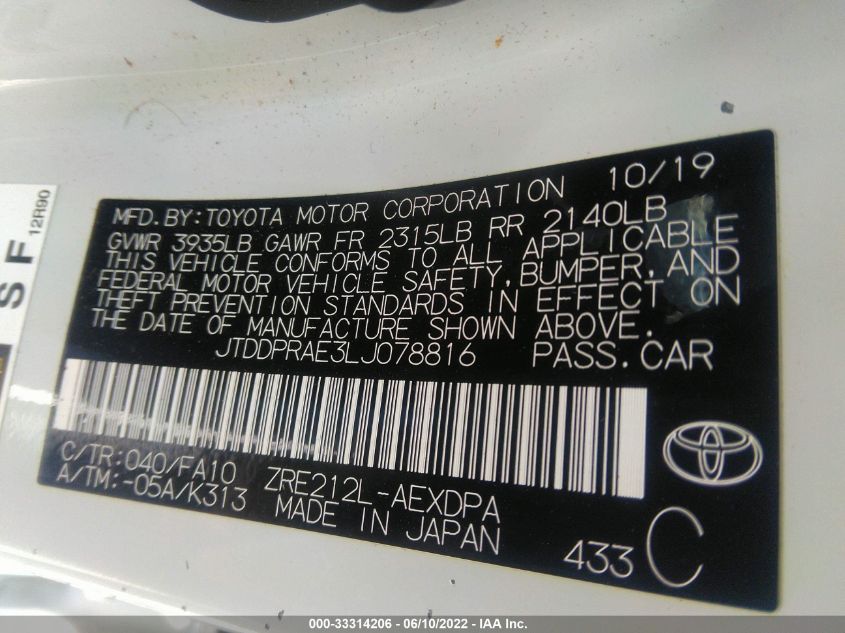 10/19
MFD.BY:TOYOTA MOTOR CORPORATION
GVWR 3935LB GAWR FR 2315LB RR 2140LB
THIS VEHICLE CONFORMS TO ALL APPLICABLE
FEDERAL MOTOR VEHICLE SAFETY,BUMPER,AND
THEFT PREVENTION STANDARDS IN EFFECT ON
THE DATE OF MANUFACTURE SHOWN ABOVE.
JTDDPRAE3LJ078816 PASS.CAR
C/TR:040/FA10 ZRE212L-AEXDPA
A/TM:-05A/K313 MADE IN JAPAN
433 C
S F
12R90
000-33314206 - 06/10/2022 - IAA Inc.